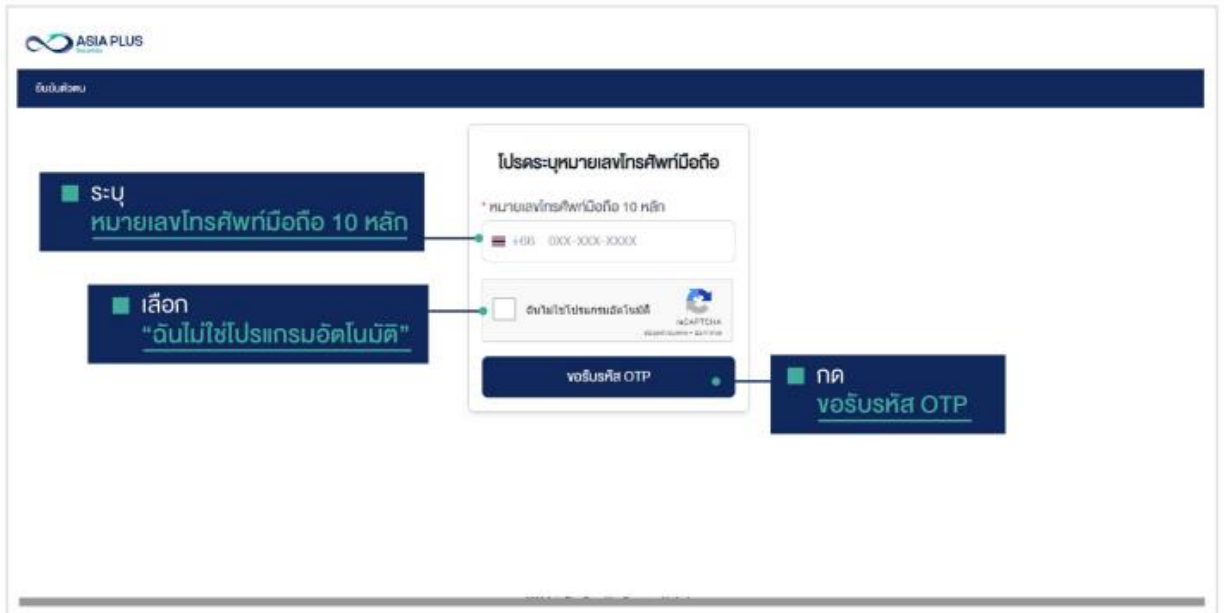 ASIA PLUS
ยืนยันตัวตน
โปรดระบุหมายเลขโทรศัพท์มือถือ
ระบุ
หมายเลขโทรศัพท์มือถือ 10 หลัก
* หมายเลขโทรศัพท์มือถือ 10 หลัก
+66 0XX-XXX-XXXX
เลือก
“ฉันไม่ใช่โปรแกรมอัตโนมัติ”
ฉันไม่ใช่โปรแกรมอัตโนมัติ
reCAPTCHA
ขอรับรหัส OTP
กด
ขอรับรหัส OTP